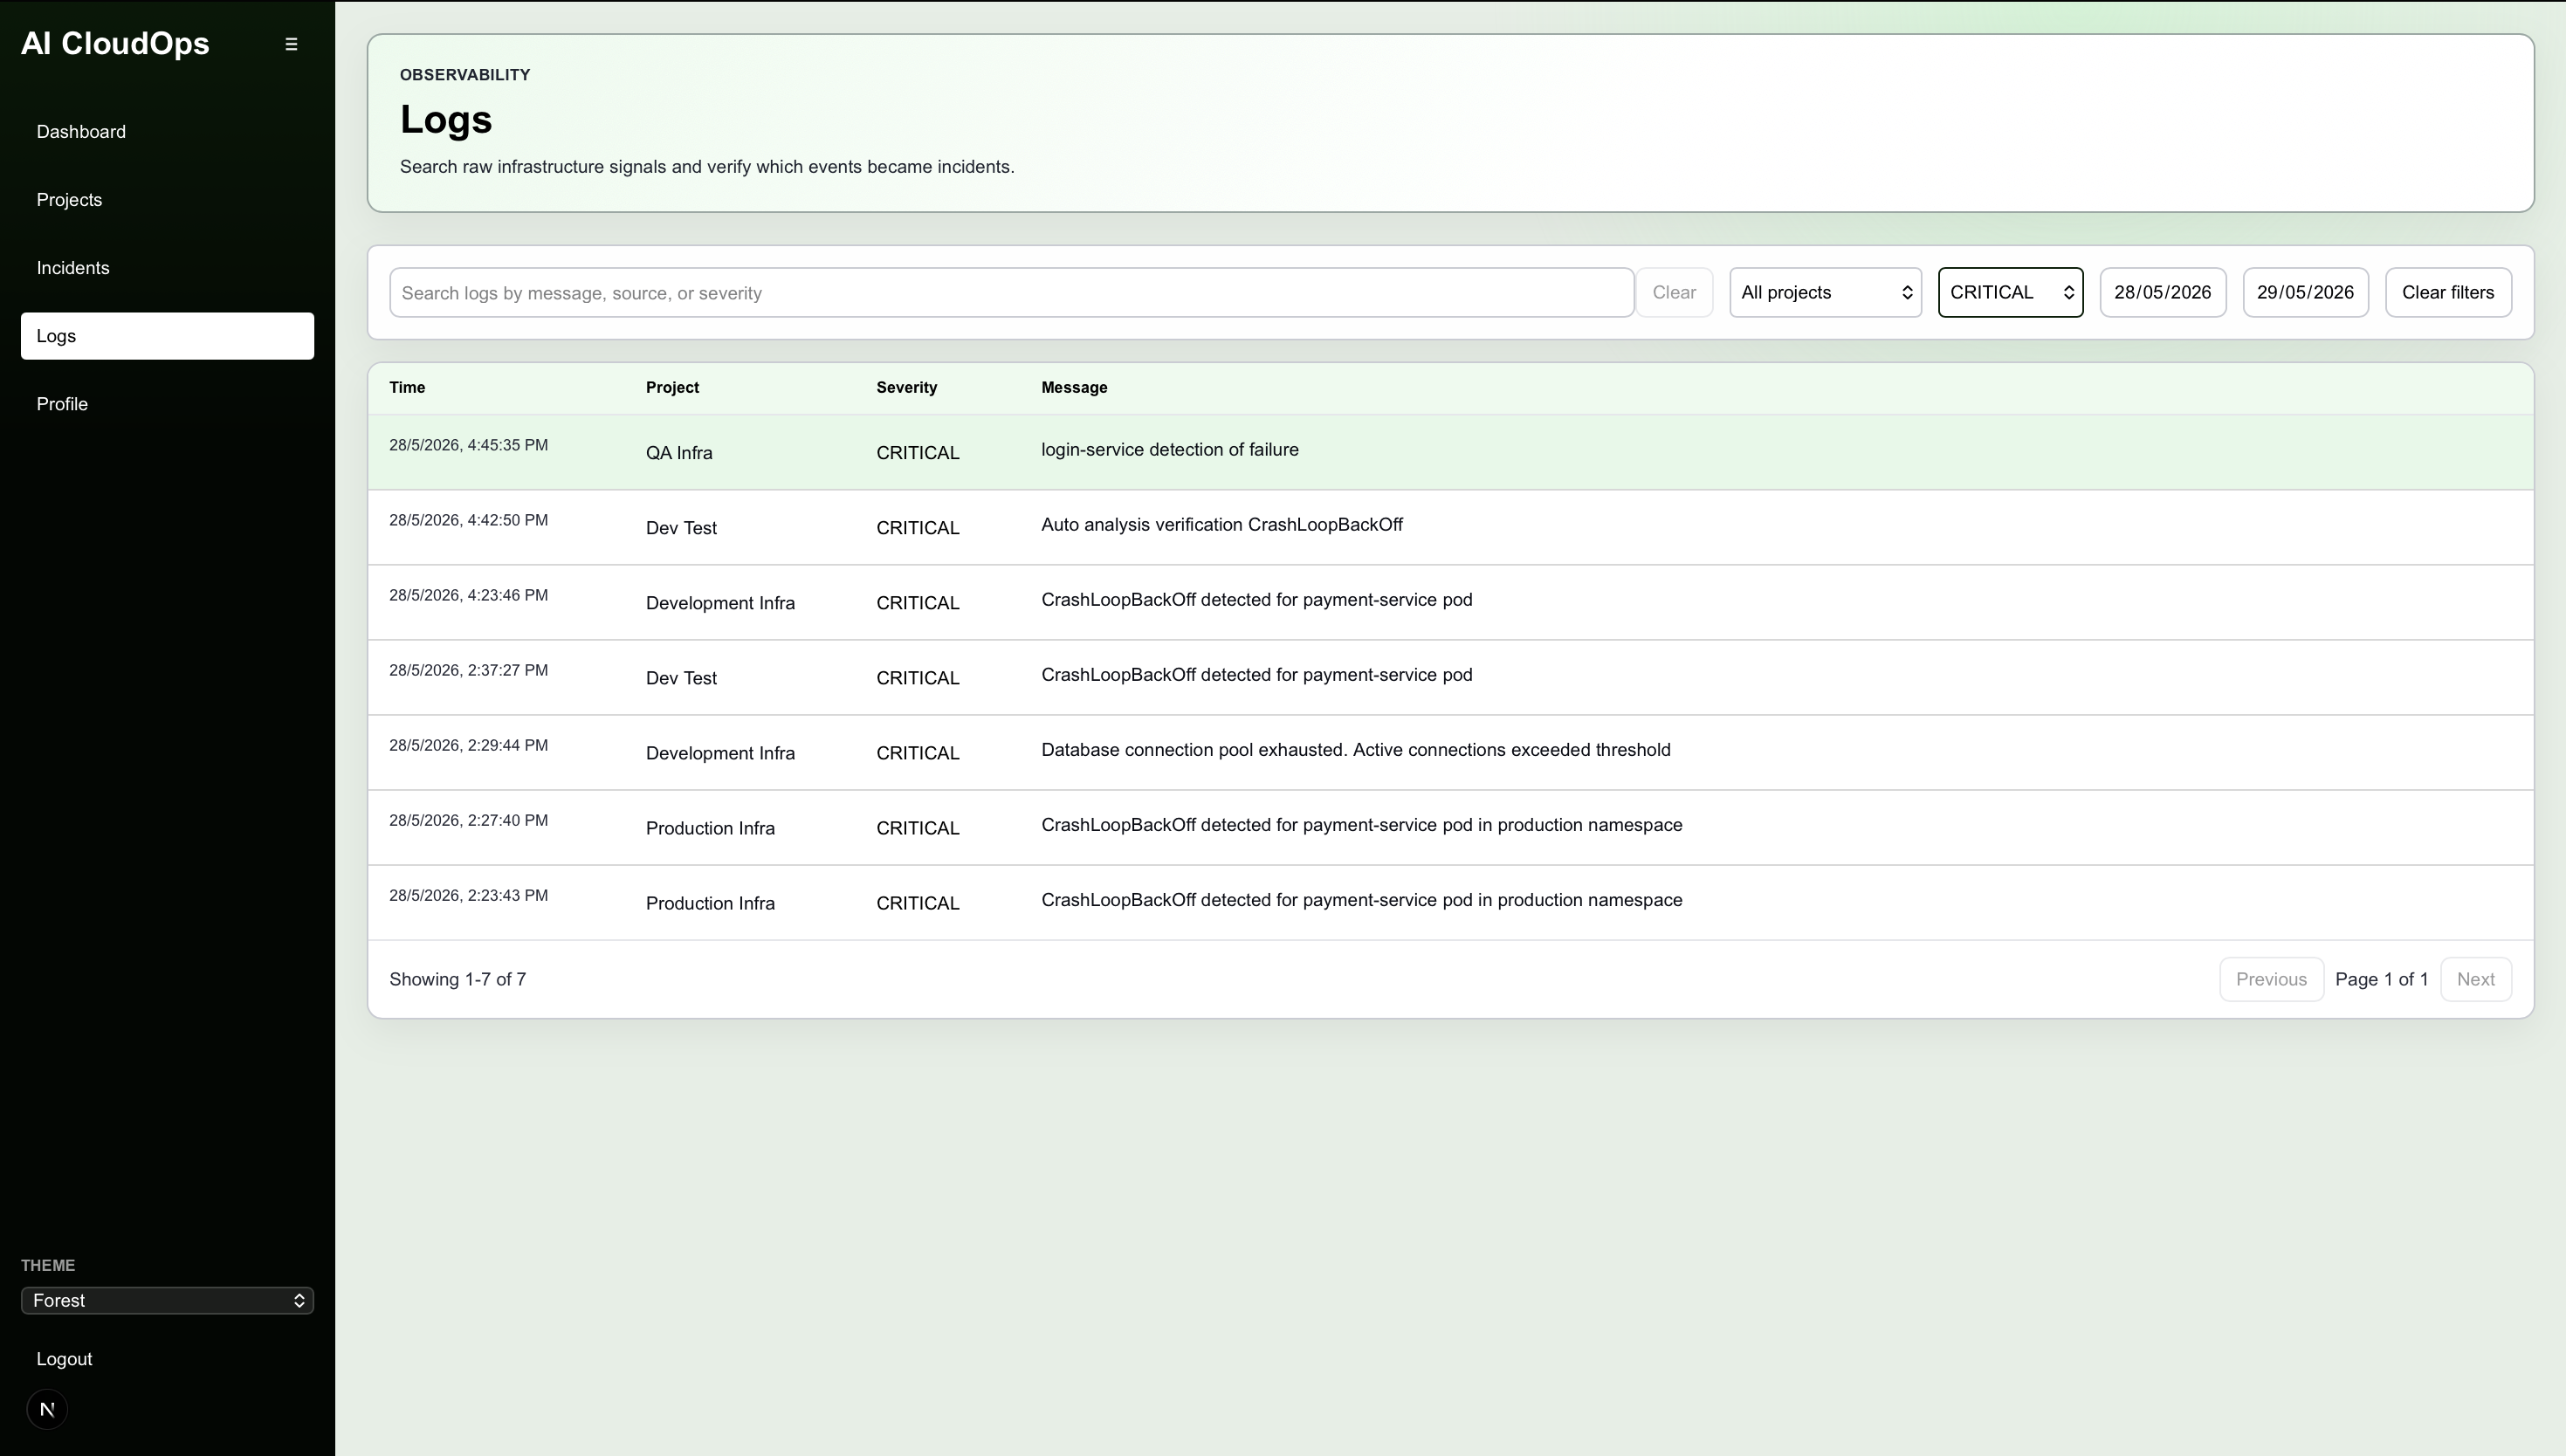 AI CloudOps
Dashboard
Projects
Incidents
Logs
Profile
THEME
Forest
Logout
N
OBSERVABILITY
Logs
Search raw infrastructure signals and verify which events became incidents.
Search logs by message, source, or severity Clear All projects CRITICAL 28/05/2026 29/05/2026 Clear filters
Time Project Severity Message
28/5/2026, 4:45:35 PM QA Infra CRITICAL login-service detection of failure
28/5/2026, 4:42:50 PM Dev Test CRITICAL Auto analysis verification CrashLoopBackOff
28/5/2026, 4:23:46 PM Development Infra CRITICAL CrashLoopBackOff detected for payment-service pod
28/5/2026, 2:37:27 PM Dev Test CRITICAL CrashLoopBackOff detected for payment-service pod
28/5/2026, 2:29:44 PM Development Infra CRITICAL Database connection pool exhausted. Active connections exceeded threshold
28/5/2026, 2:27:40 PM Production Infra CRITICAL CrashLoopBackOff detected for payment-service pod in production namespace
28/5/2026, 2:23:43 PM Production Infra CRITICAL CrashLoopBackOff detected for payment-service pod in production namespace
Showing 1-7 of 7 Previous Page 1 of 1 Next